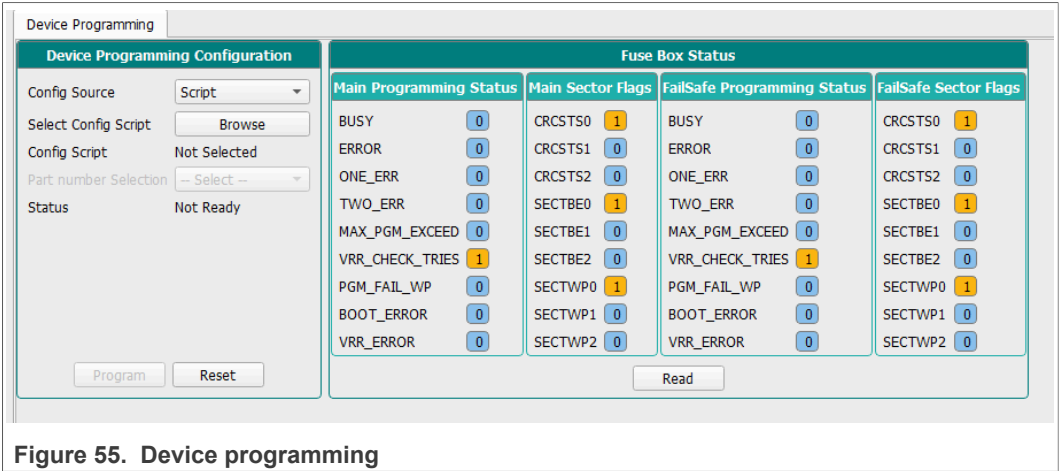 Device Programming
Device Programming Configuration
Config Source Script
Select Config Script Browse
Config Script Not Selected
Part number Selection -- Select --
Status Not Ready
Program Reset
Fuse Box Status
Main Programming Status Main Sector Flags FailSafe Programming Status FailSafe Sector Flags
BUSY 0 CRCSTS0 1 BUSY 0 CRCSTS0 1
ERROR 0 CRCSTS1 0 ERROR 0 CRCSTS1 0
ONE_ERR 0 CRCSTS2 0 ONE_ERR 0 CRCSTS2 0
TWO_ERR 0 SECTBE0 1 TWO_ERR 0 SECTBE0 1
MAX_PGM_EXCEED 0 SECTBE1 0 MAX_PGM_EXCEED 0 SECTBE1 0
VRR_CHECK_TRIES 1 SECTBE2 0 VRR_CHECK_TRIES 1 SECTBE2 0
PGM_FAIL_WP 0 SECTWP0 1 PGM_FAIL_WP 0 SECTWP0 1
BOOT_ERROR 0 SECTWP1 0 BOOT_ERROR 0 SECTWP1 0
VRR_ERROR 0 SECTWP2 0 VRR_ERROR 0 SECTWP2 0
Read
Figure 55. Device programming